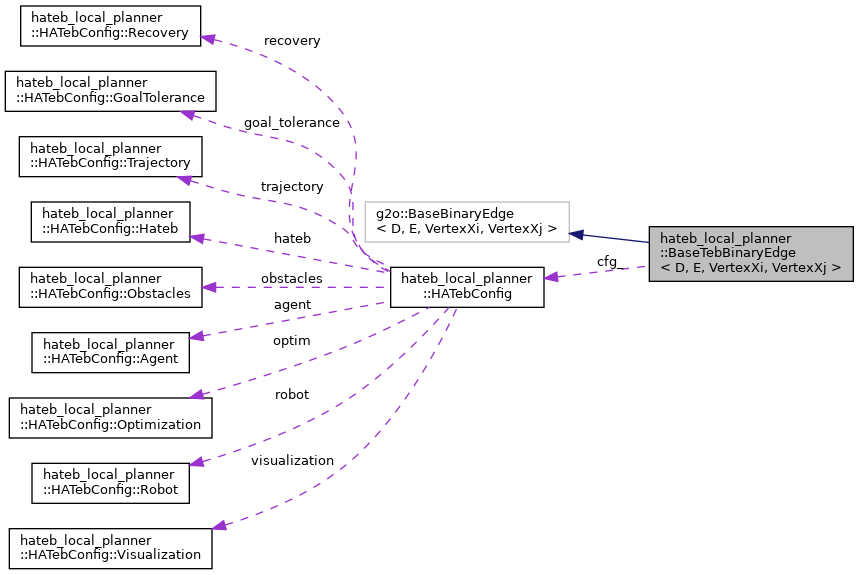 hateb_local_planner
::HATebConfig::Recovery
recovery
hateb_local_planner
::HATebConfig::GoalTolerance
goal_tolerance
hateb_local_planner
::HATebConfig::Trajectory
trajectory
hateb_local_planner
::HATebConfig::Hateb
hateb
g2o::BaseBinaryEdge
< D, E, VertexXi, VertexXj >
hateb_local_planner
::BaseTebBinaryEdge
< D, E, VertexXi, VertexXj >
cfg_
hateb_local_planner
::HATebConfig
hateb_local_planner
::HATebConfig::Obstacles
obstacles
agent
hateb_local_planner
::HATebConfig::Agent
optim
hateb_local_planner
::HATebConfig::Optimization
robot
hateb_local_planner
::HATebConfig::Robot
visualization
hateb_local_planner
::HATebConfig::Visualization